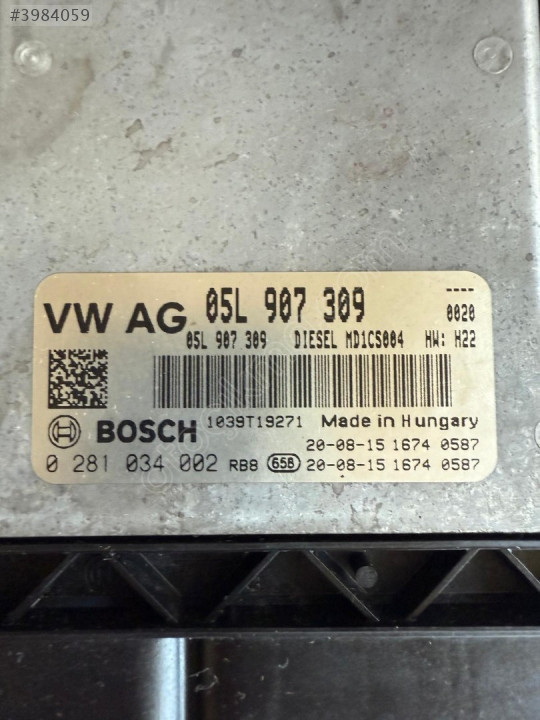 #3984059
VW AG 05L 907 309 ----
0020
05L 907 309 DIESEL MD1CS004 HW: H22
BOSCH 1039T19271 Made in Hungary
20-08-15 1674 0587
0 281 034 002 RB8 658 20-08-15 1674 0587